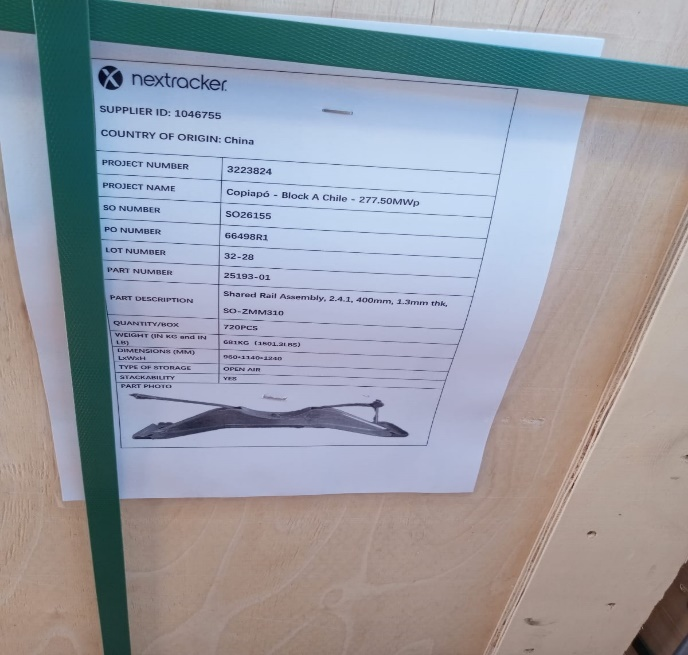 nextracker.
SUPPLIER ID: 1046755
COUNTRY OF ORIGIN: China
PROJECT NUMBER 3223824
PROJECT NAME Copiapó - Block A Chile - 277.50MWp
SO NUMBER SO26155
PO NUMBER 66498R1
LOT NUMBER 32-28
PART NUMBER 25193-01
PART DESCRIPTION Shared Rail Assembly, 2.4.1, 400mm, 1.3mm thk,
SO-ZMM310
QUANTITY/BOX 720PCS
WEIGHT (IN KG and IN
LB) 681KG (1501.3LBS)
DIMENSIONS (MM)
LxWxH 960*1140*1240
TYPE OF STORAGE OPEN AIR
STACKABILITY YES
PART PHOTO